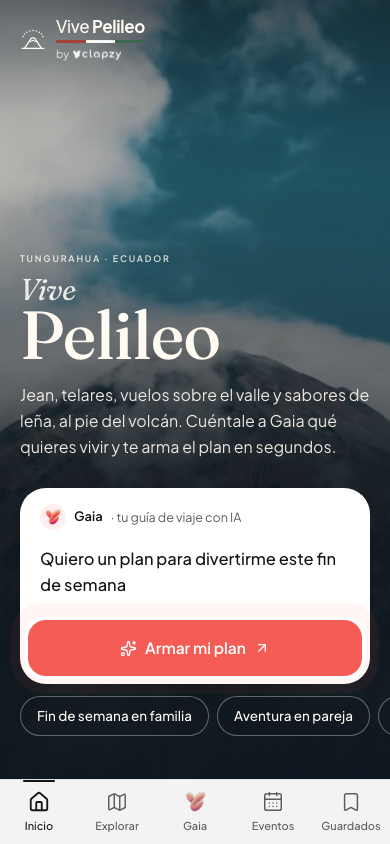 Vive Pelileo
by clapzy
TUNGURAHUA · ECUADOR
Vive
Pelileo
Jean, telares, vuelos sobre el valle y sabores de
leña, al pie del volcán. Cuéntale a Gaia qué
quieres vivir y te arma el plan en segundos.
Gaia · tu guía de viaje con IA
Quiero un plan para divertirme este fin
de semana
Armar mi plan
Fin de semana en familia
Aventura en pareja
Inicio
Explorar
Gaia
Eventos
Guardados